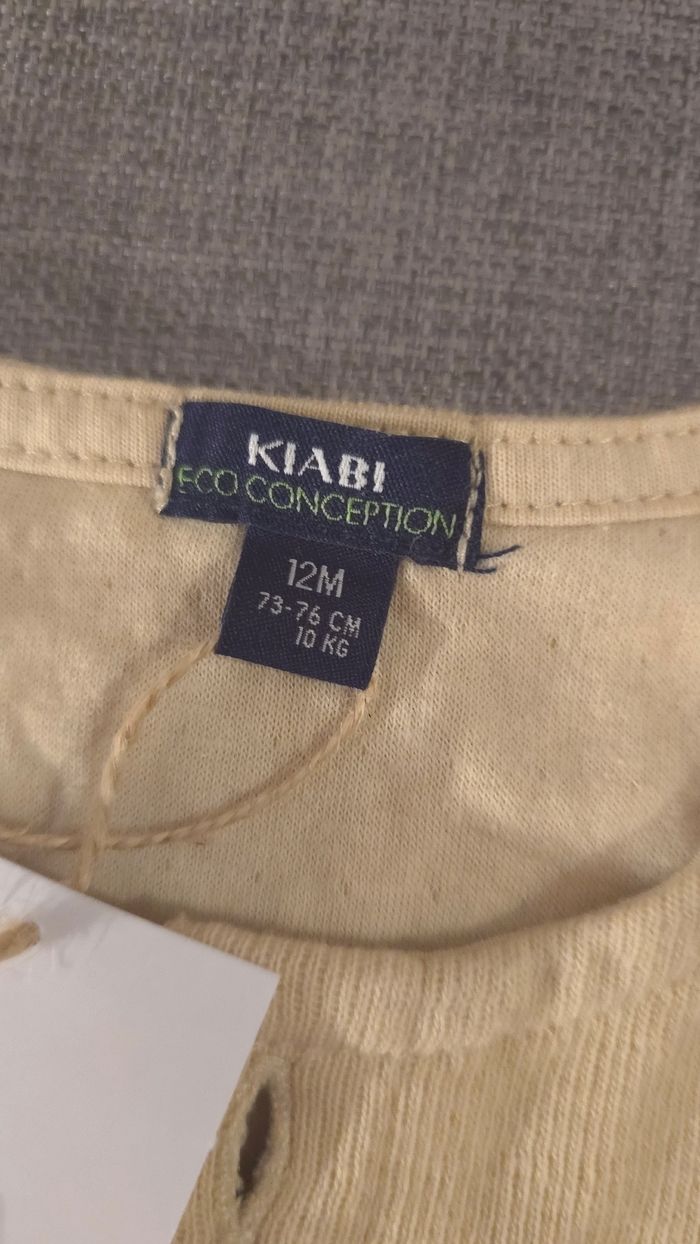 KIABI
ECO CONCEPTION
12M
73-76 CM
10 KG